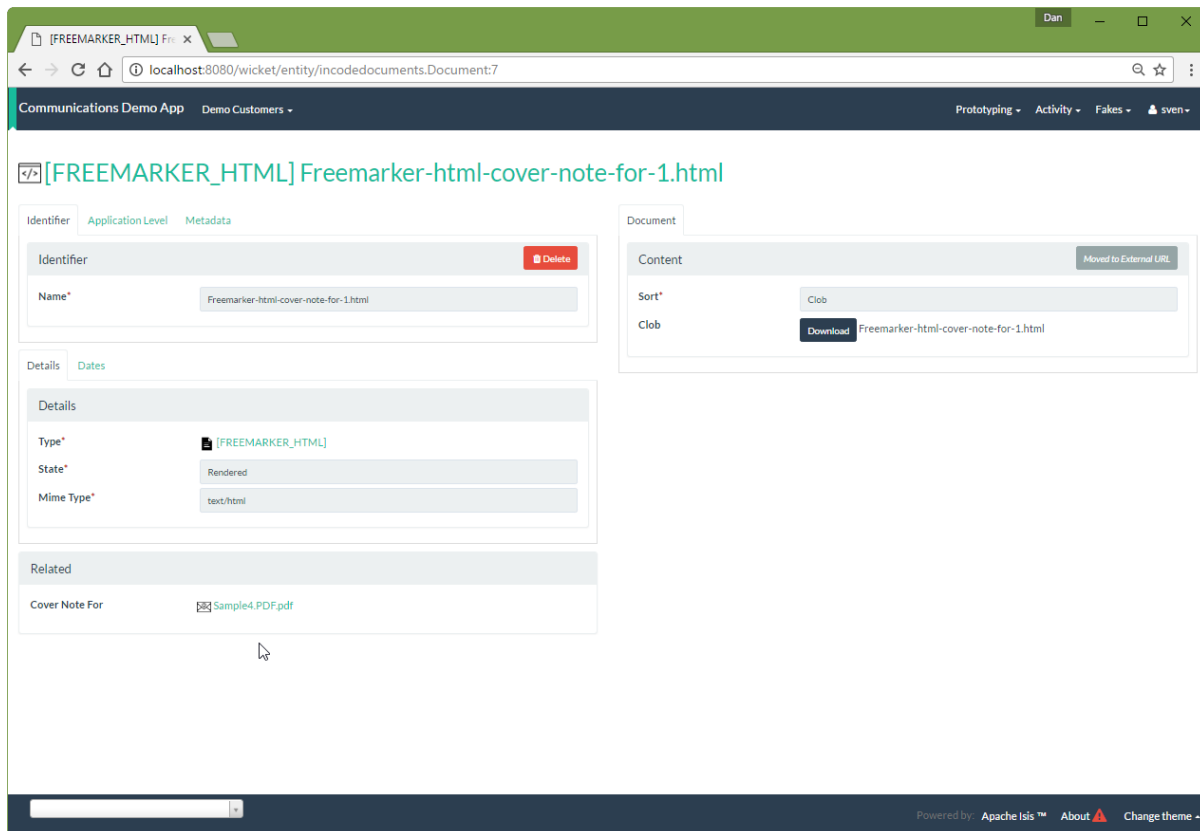 Dan
[FREEMARKER_HTML] Fre
localhost:8080/wicket/entity/incodedocuments.Document:7
Communications Demo App Demo Customers Prototyping Activity Fakes sven
[FREEMARKER_HTML] Freemarker-html-cover-note-for-1.html
Identifier Application Level Metadata
Identifier Delete
Name* Freemarker-html-cover-note-for-1.html
Details Dates
Details
Type* [FREEMARKER_HTML]
State* Rendered
Mime Type* text/html
Related
Cover Note For Sample4.PDF.pdf
Document
Content Moved to External URL
Sort* Clob
Clob Download Freemarker-html-cover-note-for-1.html
Powered by: Apache Isis ™ About Change theme